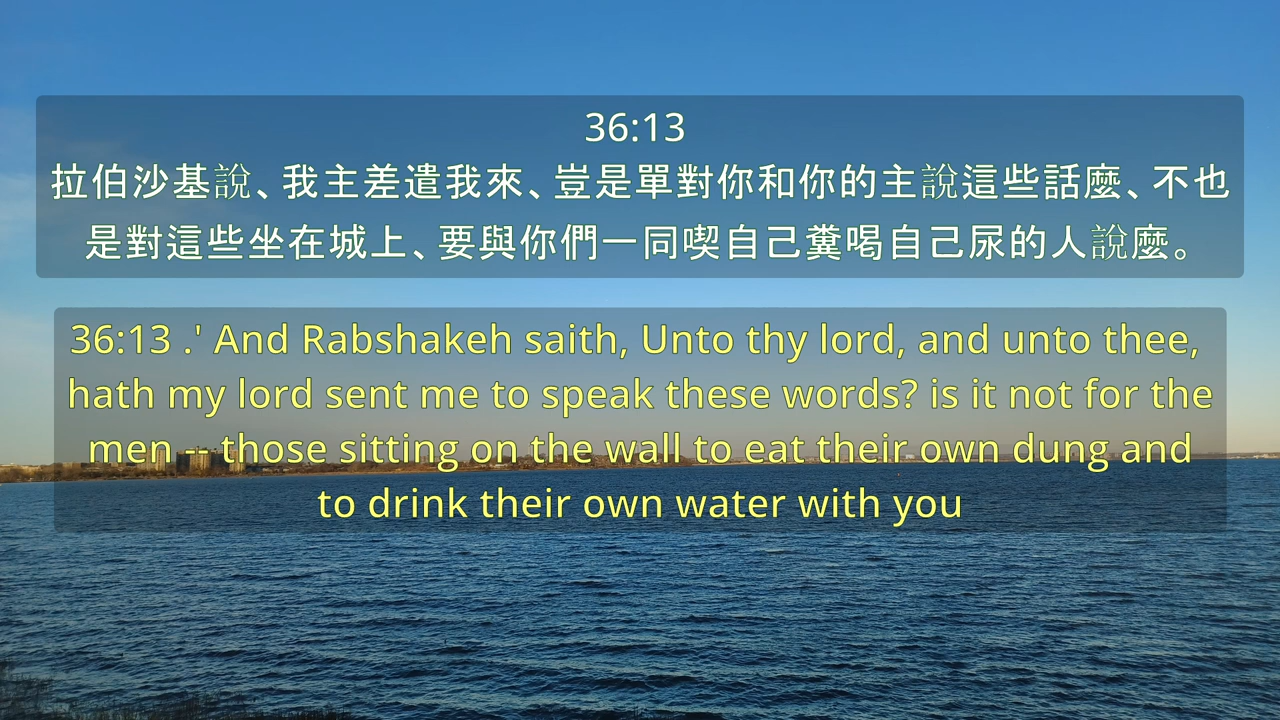 36:13
拉伯沙基說、我主差遣我來、豈是單對你和你的主說這些話麼、不也
是對這些坐在城上、要與你們一同喫自己糞喝自己尿的人說麼。
36:13 .' And Rabshakeh saith, Unto thy lord, and unto thee,
hath my lord sent me to speak these words? is it not for the
men -- those sitting on the wall to eat their own dung and
to drink their own water with you